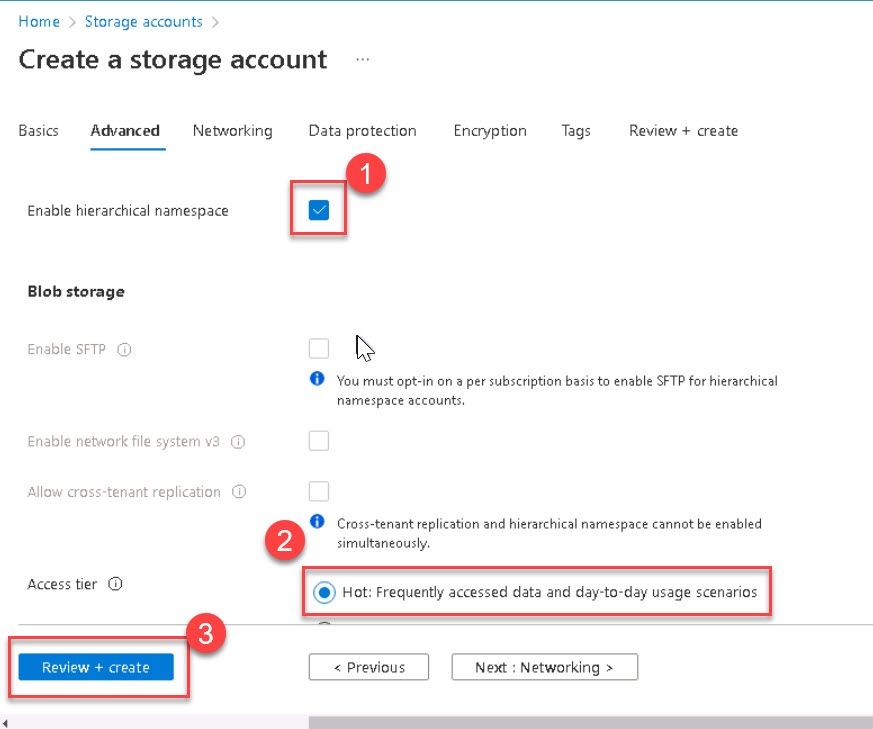 Home > Storage accounts >
Create a storage account ...
Basics Advanced Networking Data protection Encryption Tags Review + create
1
Enable hierarchical namespace
Blob storage
Enable SFTP
You must opt-in on a per subscription basis to enable SFTP for hierarchical
namespace accounts.
Enable network file system v3
Allow cross-tenant replication
Cross-tenant replication and hierarchical namespace cannot be enabled
simultaneously.
2
Access tier
Hot: Frequently accessed data and day-to-day usage scenarios
3
Review + create < Previous Next : Networking >